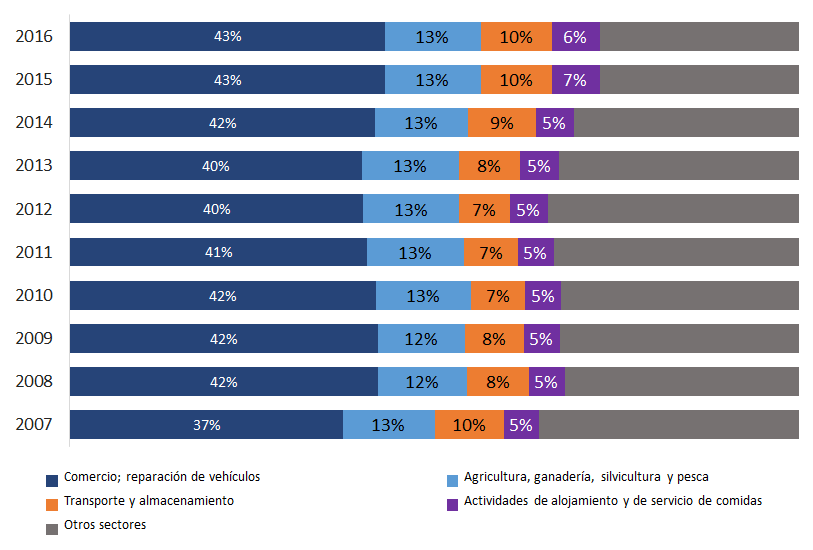 2016 43% 13% 10% 6%
2015 43% 13% 10% 7%
2014 42% 13% 9% 5%
2013 40% 13% 8% 5%
2012 40% 13% 7% 5%
2011 41% 13% 7% 5%
2010 42% 13% 7% 5%
2009 42% 12% 8% 5%
2008 42% 12% 8% 5%
2007 37% 13% 10% 5%
Comercio; reparación de vehículos Agricultura, ganadería, silvicultura y pesca
Transporte y almacenamiento Actividades de alojamiento y de servicio de comidas
Otros sectores